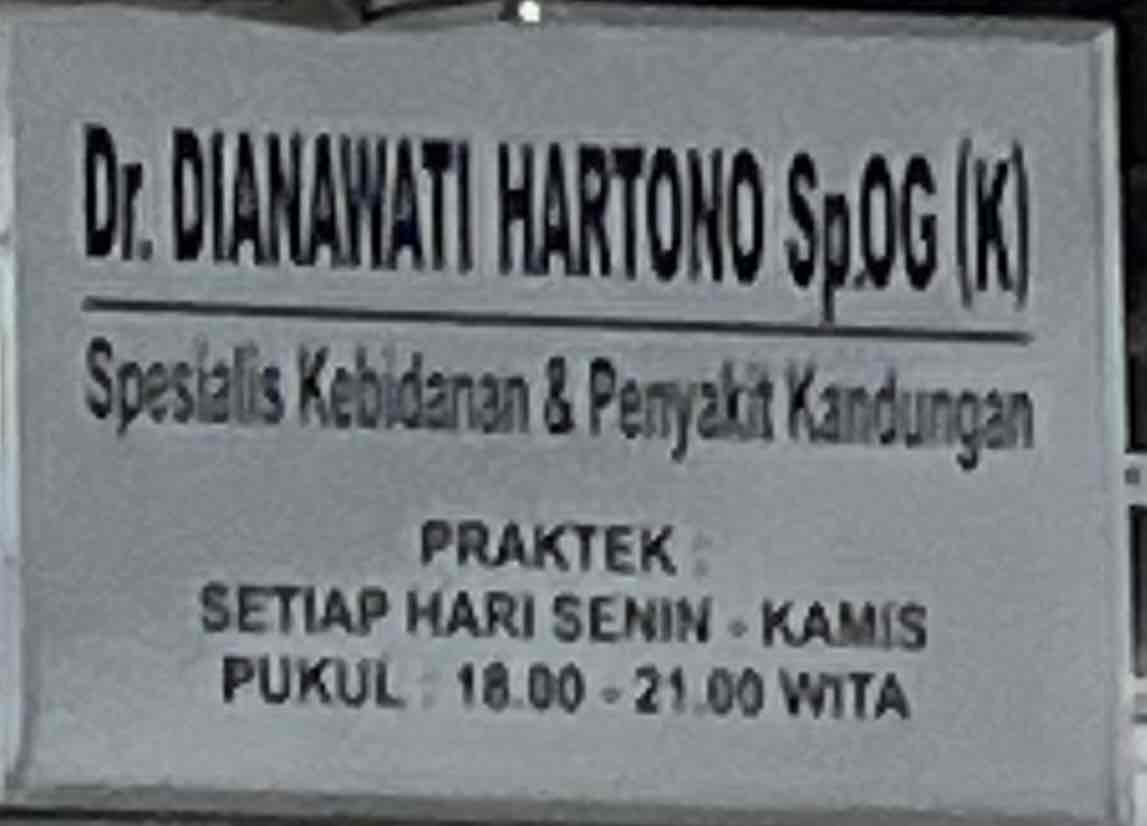 Dr. DIANAWATI HARTONO Sp.OG (K)
Spesialis Kebidanan & Penyakit Kandungan
PRAKTEK :
SETIAP HARI SENIN - KAMIS
PUKUL : 18.00 - 21.00 WITA